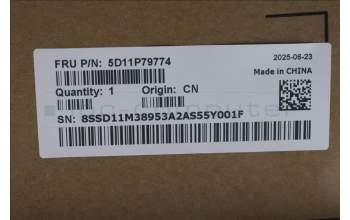 FRU P/N: 5D11P79774
2025-06-23
Made in CHINA
Quantity: 1 Origin: CN
SN: 8SSD11M38953A2AS55Y001F